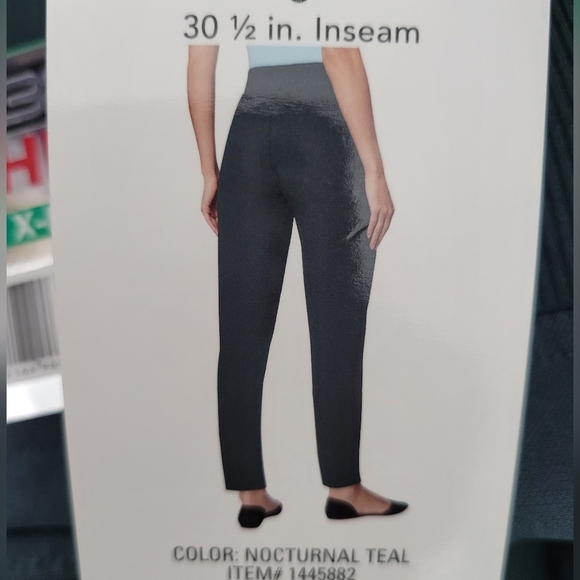 30 ½ in. Inseam
H
X-
COLOR: NOCTURNAL TEAL
ITEM# 1445882